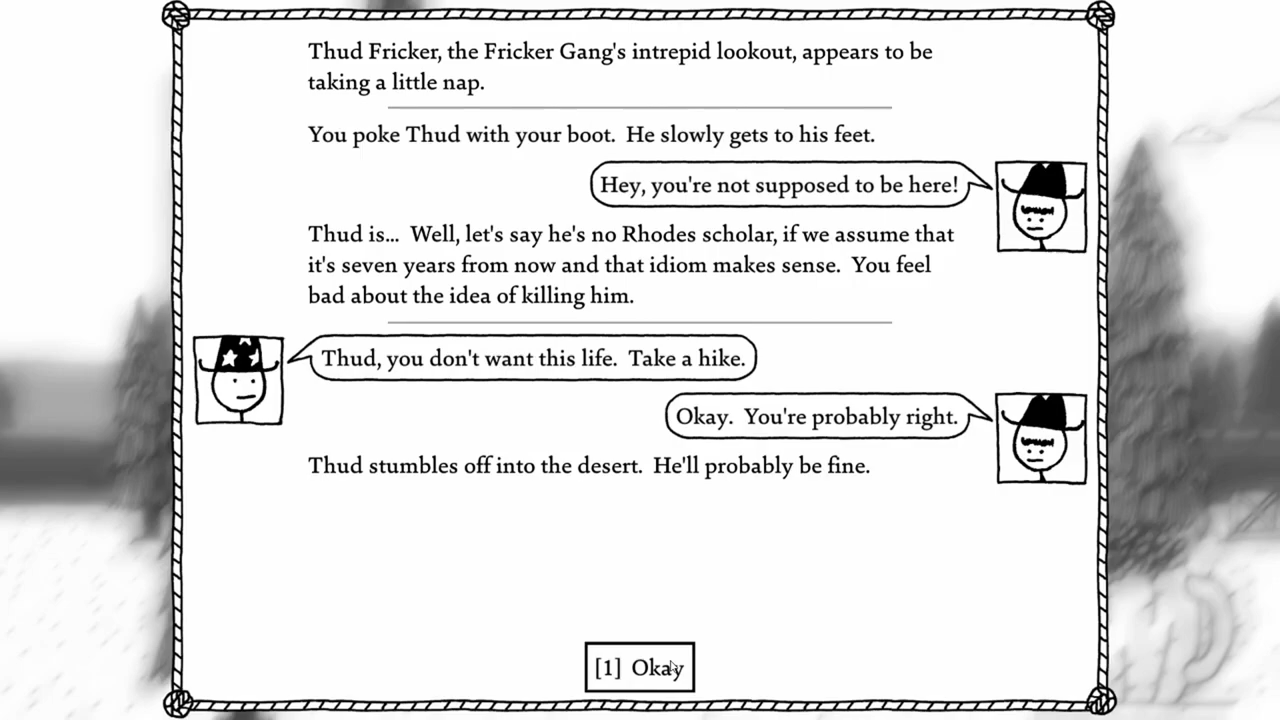 Thud Fricker, the Fricker Gang's intrepid lookout, appears to be
taking a little nap.
You poke Thud with your boot.  He slowly gets to his feet.
Hey, you're not supposed to be here!
Thud is...  Well, let's say he's no Rhodes scholar, if we assume that
it's seven years from now and that idiom makes sense.  You feel
bad about the idea of killing him.
Thud, you don't want this life.  Take a hike.
Okay.  You're probably right.
Thud stumbles off into the desert.  He'll probably be fine.
[1] Okay